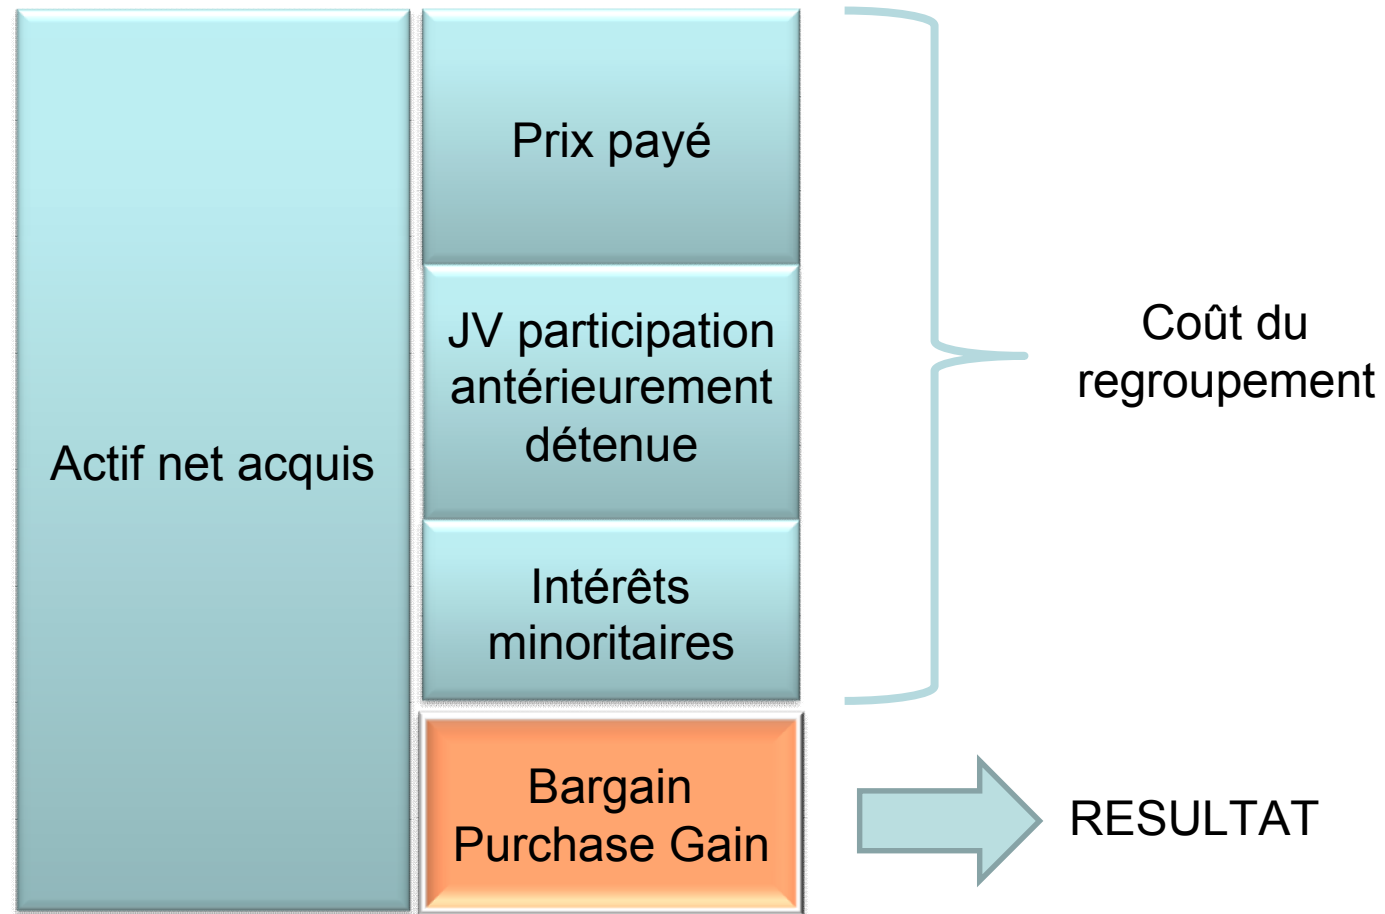 Prix payé
JV participation
antérieurement
détenue
Actif net acquis
Intérêts
minoritaires
Coût du
regroupement
Bargain
Purchase Gain
RESULTAT